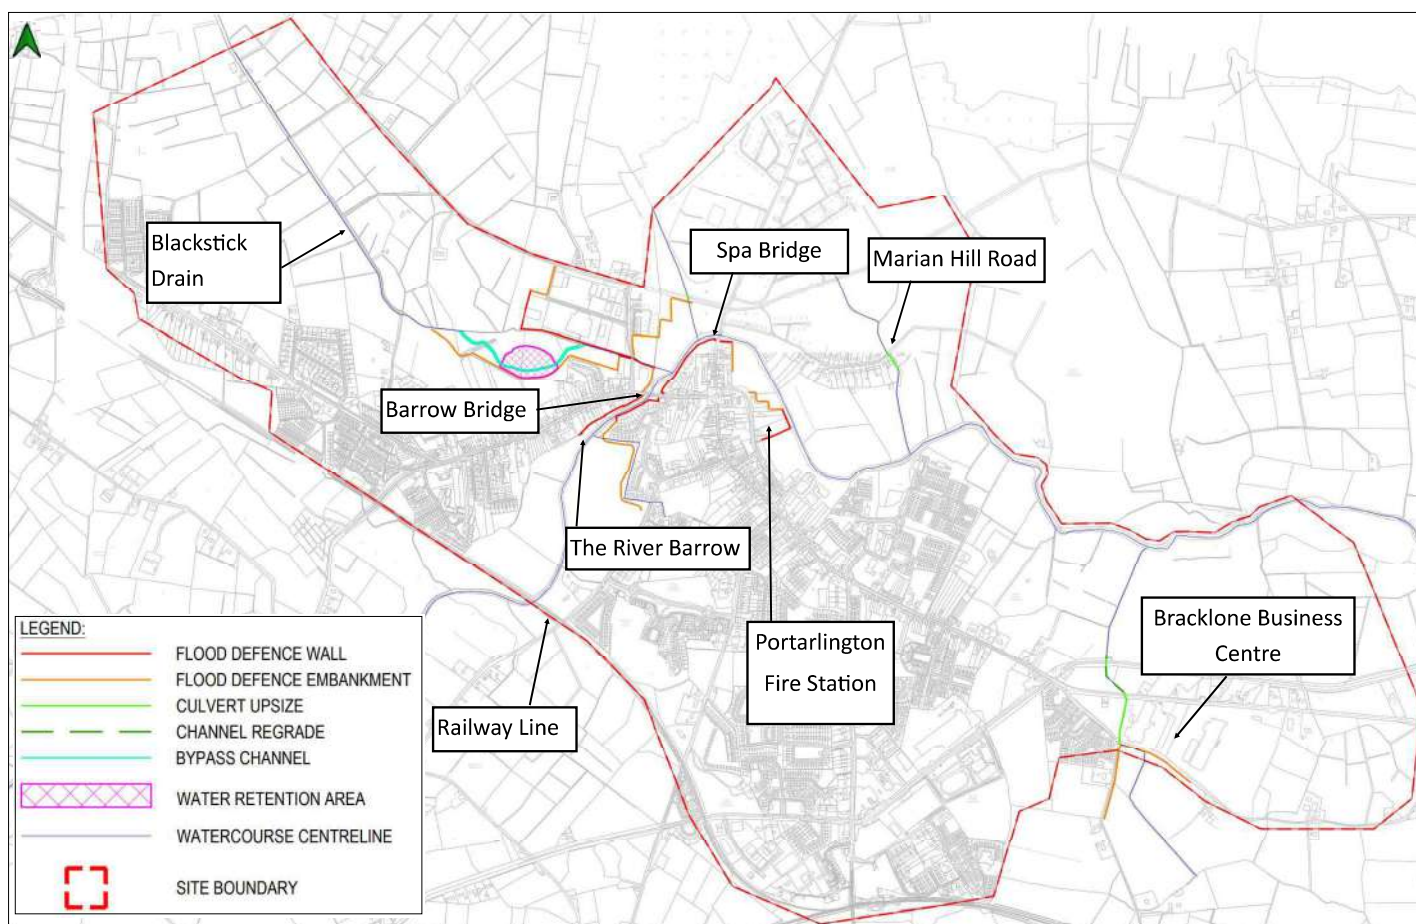 Blackstick
Drain
Spa Bridge
Marian Hill Road
Barrow Bridge
The River Barrow
Portarlington
Fire Station
Bracklone Business
Centre
Railway Line
LEGEND:
FLOOD DEFENCE WALL
FLOOD DEFENCE EMBANKMENT
CULVERT UPSIZE
CHANNEL REGRADE
BYPASS CHANNEL
WATER RETENTION AREA
WATERCOURSE CENTRELINE
SITE BOUNDARY